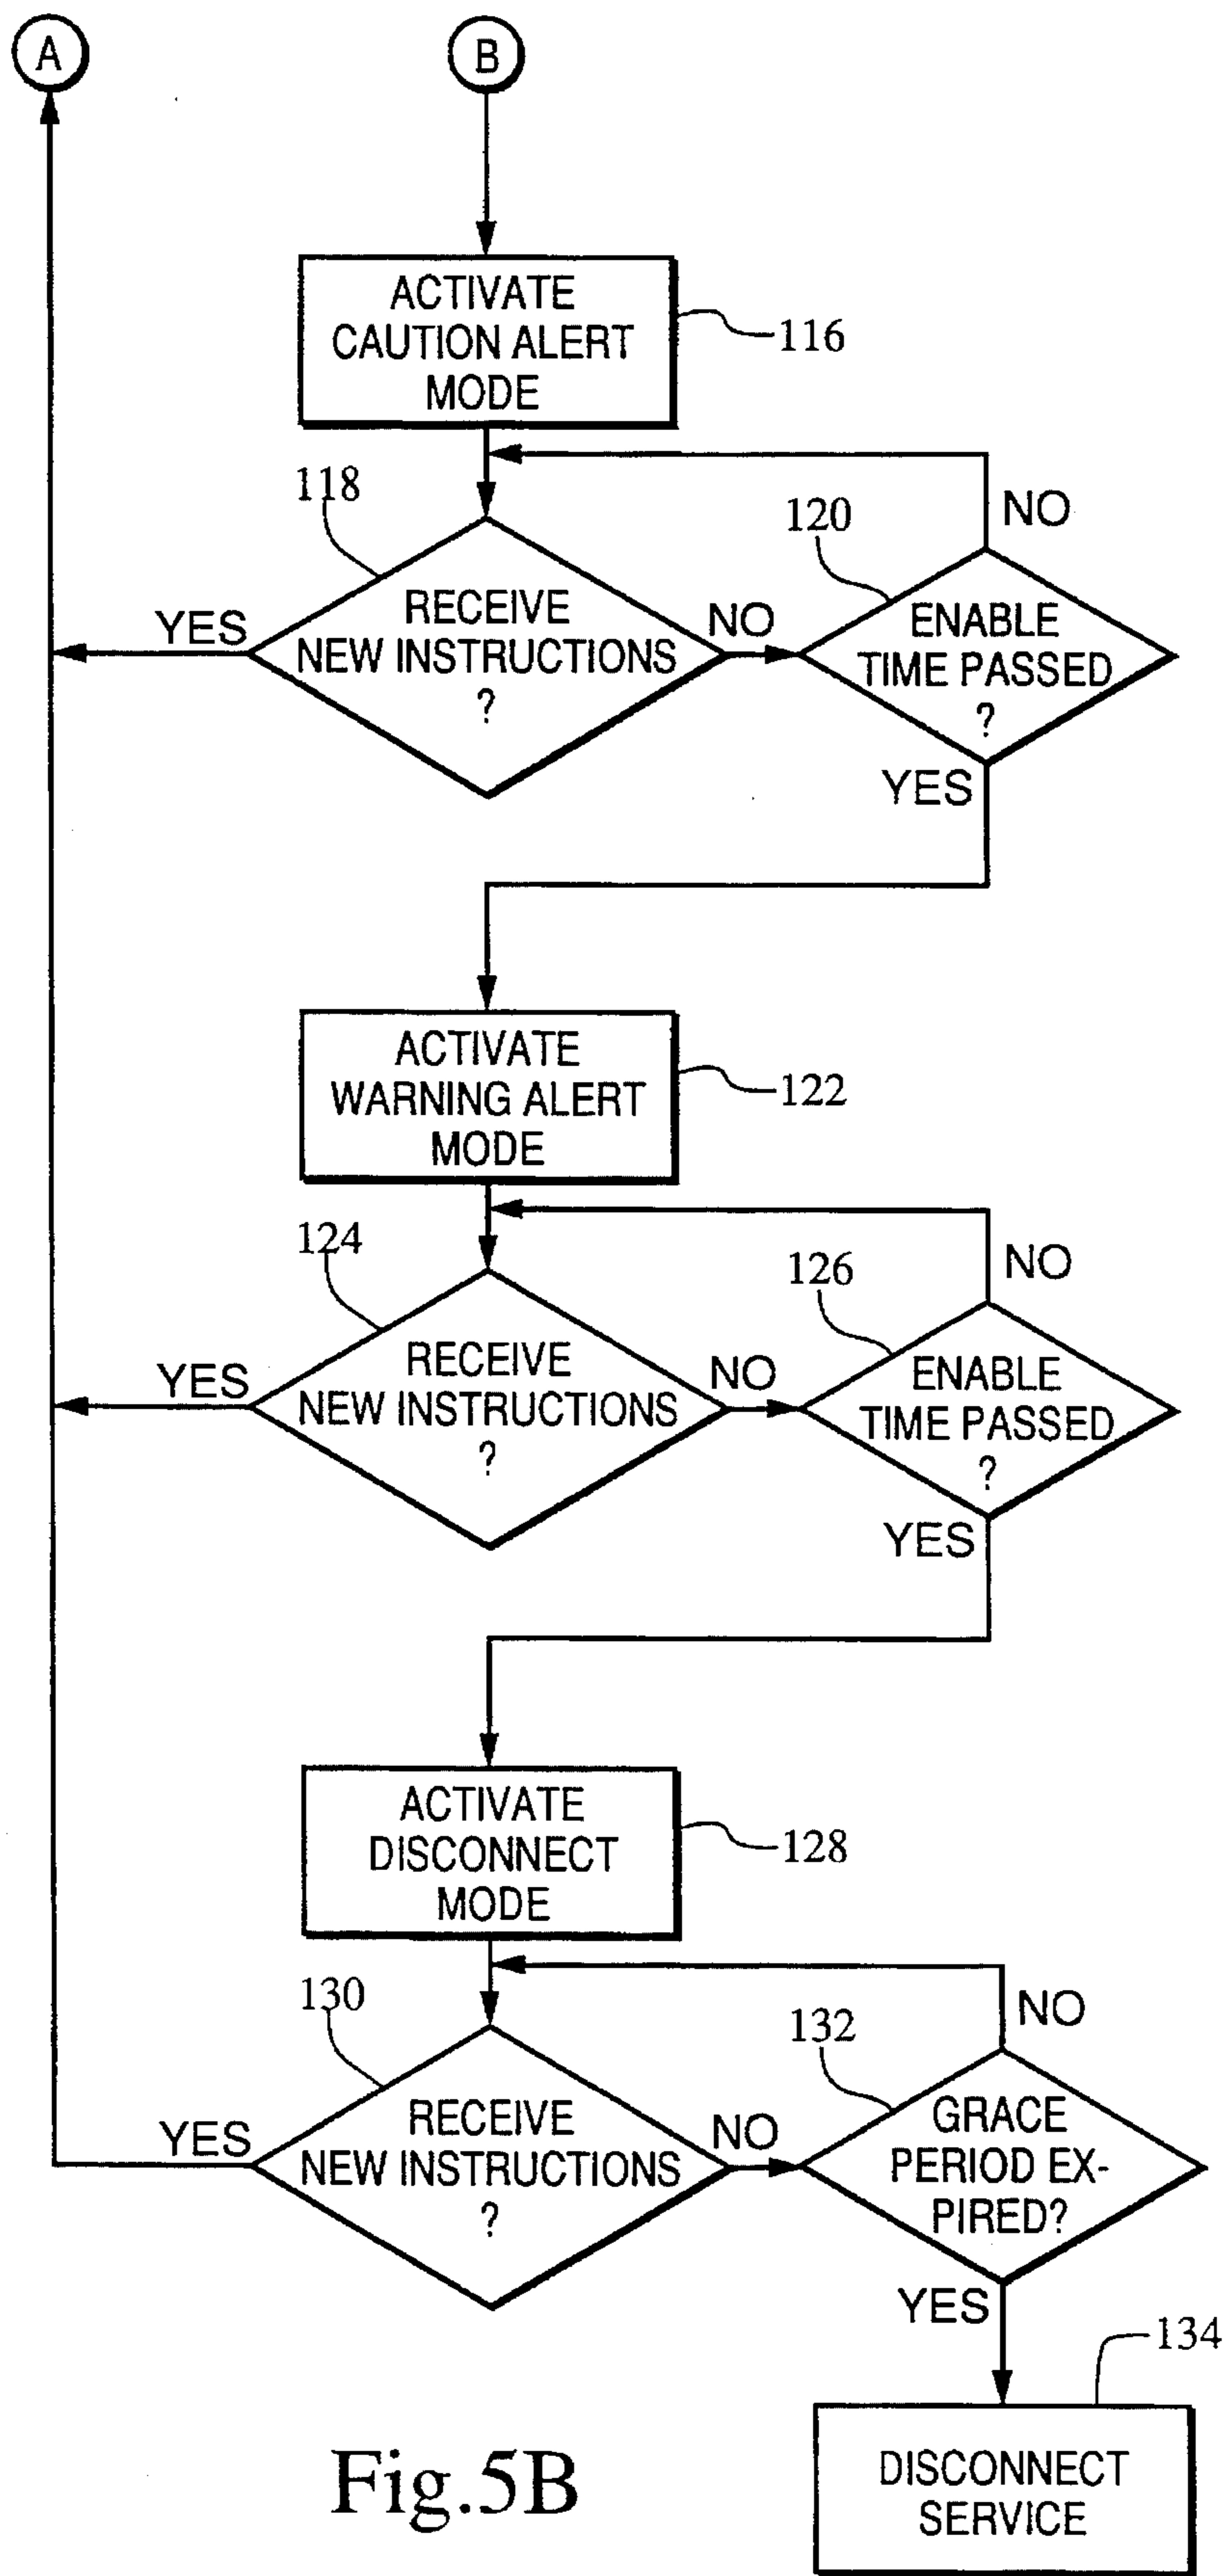 A
B
ACTIVATE
CAUTION ALERT
MODE
116
118
120
NO
YES
RECEIVE
NEW INSTRUCTIONS
?
NO
ENABLE
TIME PASSED
?
YES
ACTIVATE
WARNING ALERT
MODE
122
124
126
NO
YES
RECEIVE
NEW INSTRUCTIONS
?
NO
ENABLE
TIME PASSED
?
YES
ACTIVATE
DISCONNECT
MODE
128
130
132
NO
YES
RECEIVE
NEW INSTRUCTIONS
?
NO
GRACE
PERIOD EX-
PIRED?
YES
134
DISCONNECT
SERVICE
Fig.5B